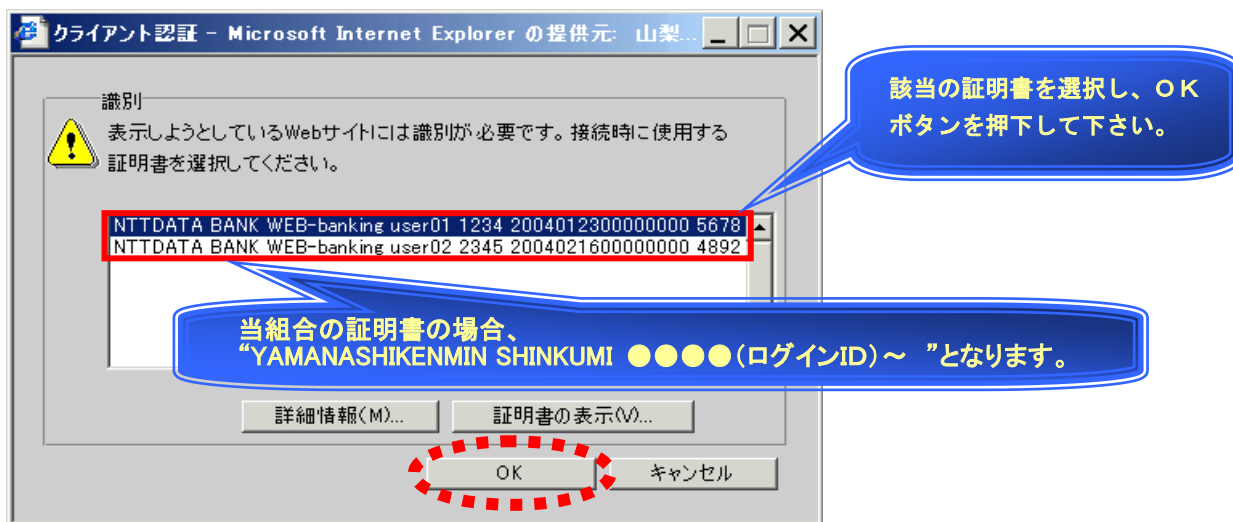 クライアント認証 - Microsoft Internet Explorer の提供元: 山梨...
識別
表示しようとしているWebサイトには識別が必要です。接続時に使用する
証明書を選択してください。
該当の証明書を選択し、OK
ボタンを押下して下さい。
NTTDATA BANK WEB-banking user01 1234 2004012300000000 5678
NTTDATA BANK WEB-banking user02 2345 2004021600000000 4892
当組合の証明書の場合、
“YAMANASHIKENMIN SHINKUMI ●●●●(ログインID)～ ”となります。
詳細情報(M)...
証明書の表示(V)...
OK
キャンセル